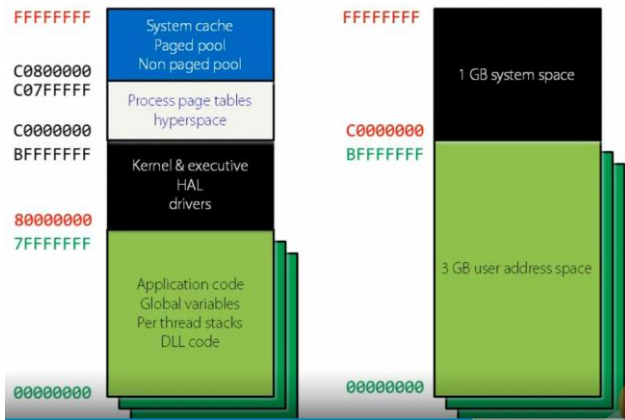 FFFFFFFF
System cache
Paged pool
Non paged pool
C0800000
C07FFFFF
Process page tables
hyperspace
C0000000
BFFFFFFF
Kernel & executive
HAL
drivers
80000000
7FFFFFFF
Application code
Global variables
Per thread stacks
DLL code
00000000
FFFFFFFF
1 GB system space
C0000000
BFFFFFFF
3 GB user address space
00000000